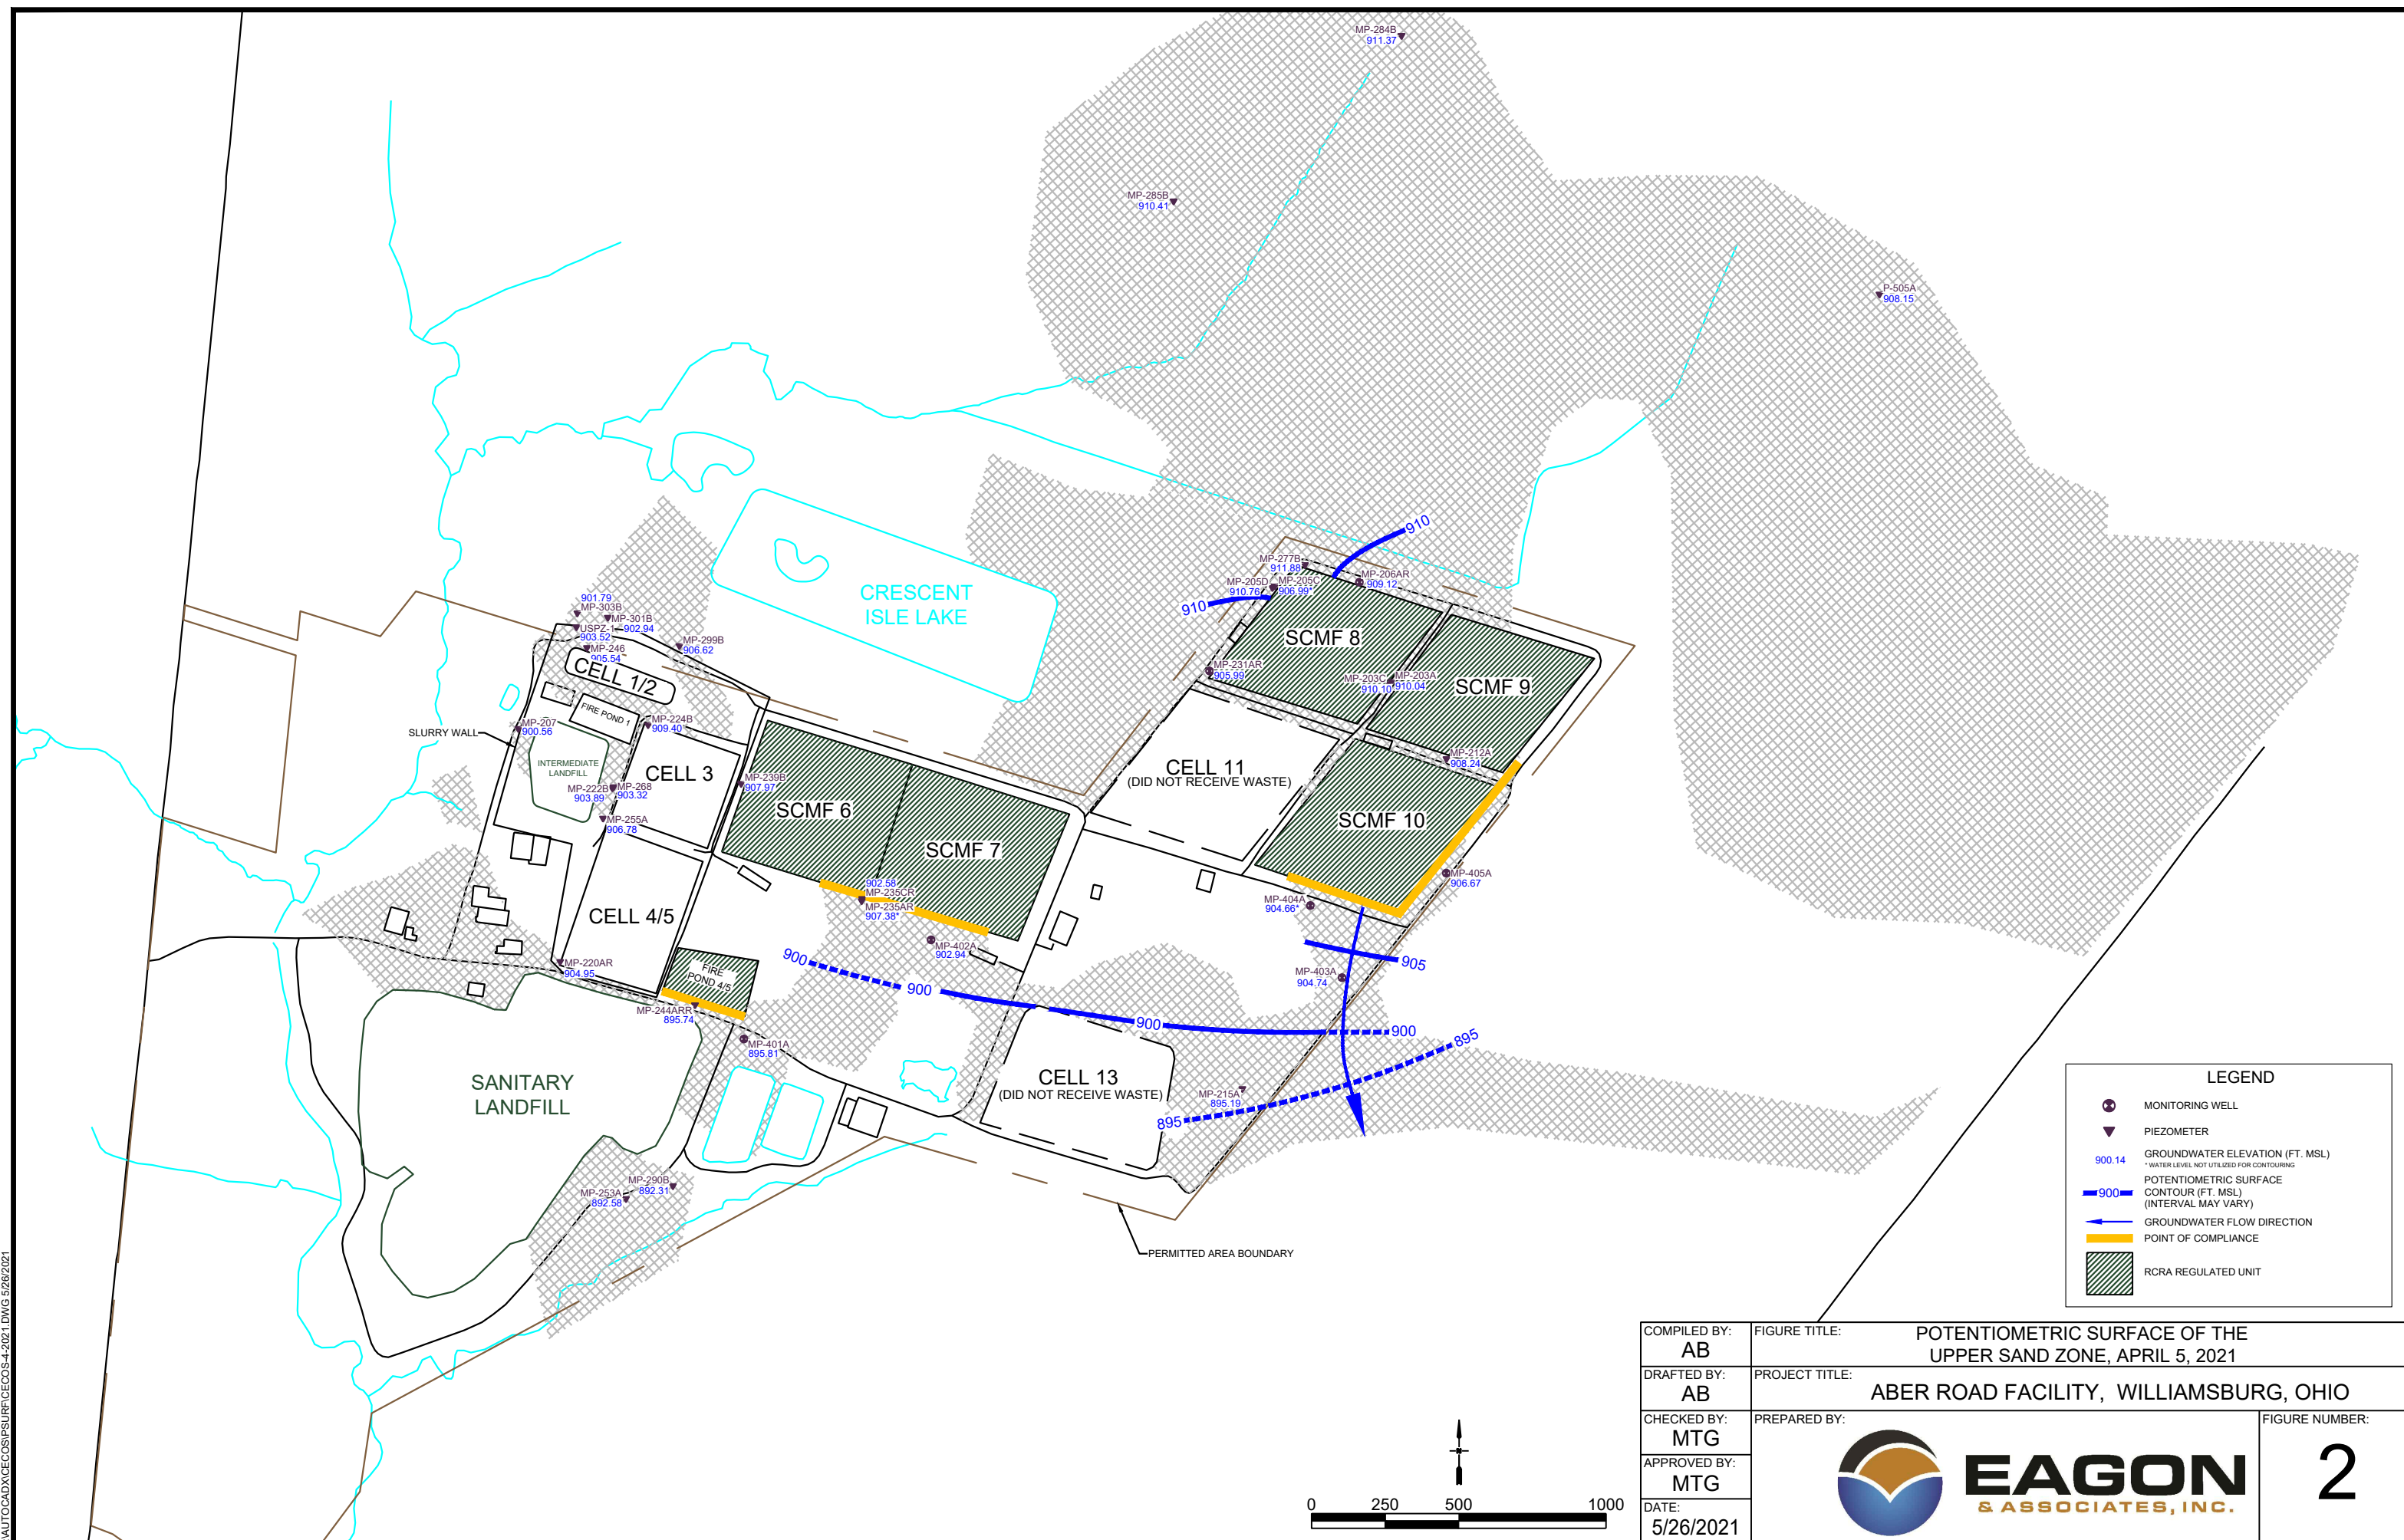 MP-284B
911.37
MP-285B
910.41
P-505A
908.15
910
MP-277B
911.88
MP-205D
910.76
MP-205C
906.99*
MP-206AR
909.12
910
CRESCENT
ISLE LAKE
901.79
MP-303B
MP-301B
902.94
USPZ-1
903.52
MP-246
905.54
MP-299B
906.62
CELL 1/2
SCMF 8
MP-231AR
905.99
MP-203C
910.10
MP-203A
910.04
SCMF 9
FIRE POND 1
MP-224B
909.40
MP-207
900.56
SLURRY WALL
INTERMEDIATE
LANDFILL
CELL 3
MP-222B
903.89
MP-268
903.32
MP-239B
907.97
MP-255A
906.78
SCMF 6
SCMF 7
CELL 11
(DID NOT RECEIVE WASTE)
MP-212A
908.24
SCMF 10
902.58
MP-235CR
MP-235AR
907.38*
MP-405A
906.67
MP-404A
904.66*
CELL 4/5
MP-402A
902.94
MP-220AR
904.95
FIRE
POND 4/5
900
900
905
MP-403A
904.74
MP-244ARR
895.74
900
900
895
MP-401A
895.81
SANITARY
LANDFILL
CELL 13
(DID NOT RECEIVE WASTE)
MP-215A
895.19
895
MP-290B
892.31
MP-253A
892.58
PERMITTED AREA BOUNDARY
LEGEND
MONITORING WELL
PIEZOMETER
900.14
GROUNDWATER ELEVATION (FT. MSL)
* WATER LEVEL NOT UTILIZED FOR CONTOURING
900
POTENTIOMETRIC SURFACE
CONTOUR (FT. MSL)
(INTERVAL MAY VARY)
GROUNDWATER FLOW DIRECTION
POINT OF COMPLIANCE
RCRA REGULATED UNIT
0 250 500 1000
COMPILED BY:
AB
FIGURE TITLE:
POTENTIOMETRIC SURFACE OF THE
UPPER SAND ZONE, APRIL 5, 2021
DRAFTED BY:
AB
PROJECT TITLE:
ABER ROAD FACILITY, WILLIAMSBURG, OHIO
CHECKED BY:
MTG
APPROVED BY:
MTG
DATE:
5/26/2021
PREPARED BY:
EAGON
& ASSOCIATES, INC.
FIGURE NUMBER:
2
\AUTOCADX\CECOS\PSURF\CECOS-4-2021.DWG 5/26/2021